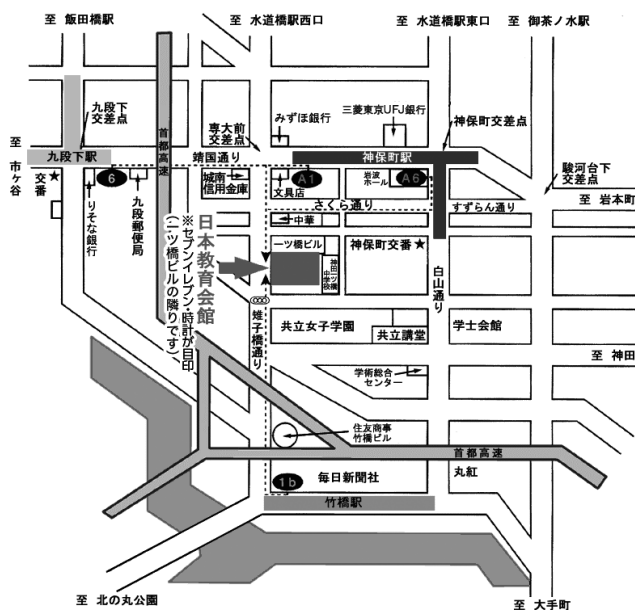 至 飯田橋駅
至 水道橋駅西口
至 水道橋駅東口
至 御茶ノ水駅
九段下
交差点
首都高速
専大前
交差点
みずほ銀行
三菱東京UFJ銀行
神保町交差点
至 市ヶ谷
九段下駅
靖国通り
神保町駅
駿河台下
交差点
交番★
6
城南
信用金庫
A1
文具店
岩波
ホール
A6
至 岩本町
りそな銀行
九段郵便局
さくら通り
すずらん通り
中華
日本教育会館
※セブンイレブン・時計が目印
(一ツ橋ビルの隣りです)
一ツ橋ビル
神田一ツ橋
中学校
神保町交番★
白山通り
雉子橋通り
共立女子学園
共立講堂
学士会館
至 神田
学術総合
センター
住友商事
竹橋ビル
首都高速
丸紅
毎日新聞社
1b
竹橋駅
至 北の丸公園
至 大手町